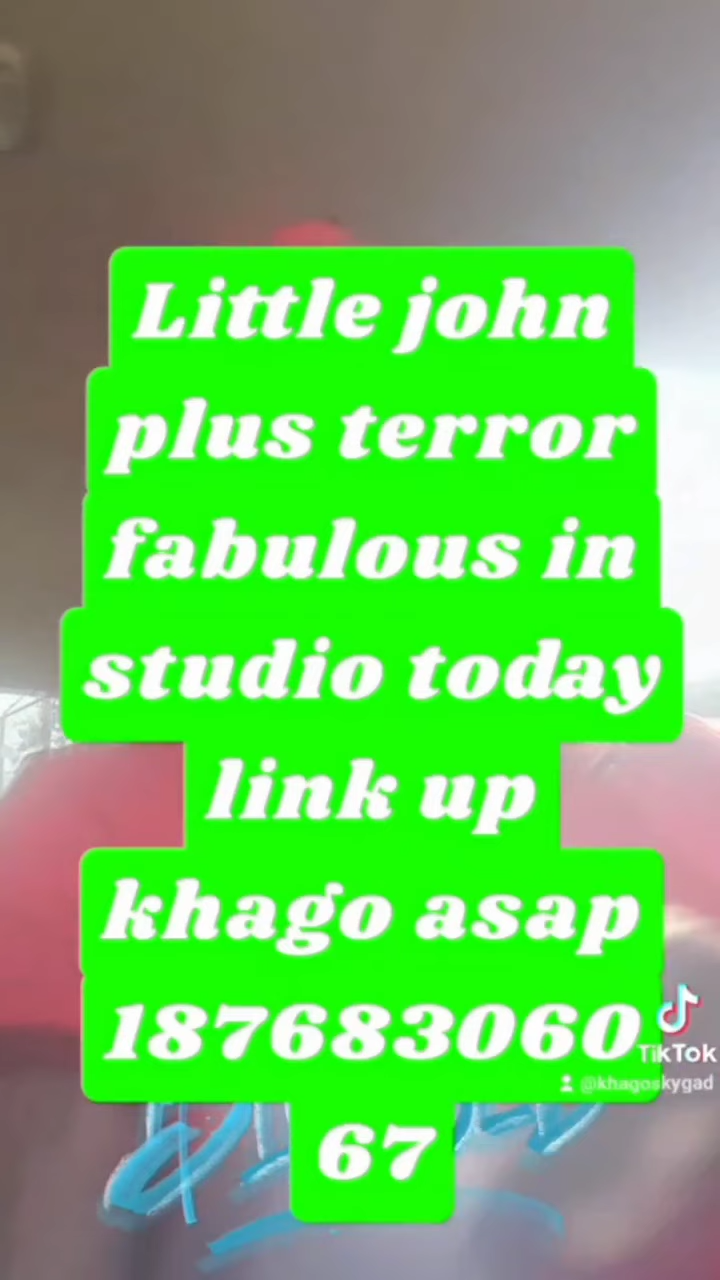 Little john
plus terror
fabulous in
studio today
link up
khago asap
187683060
67
TikTok
@khagoskygad